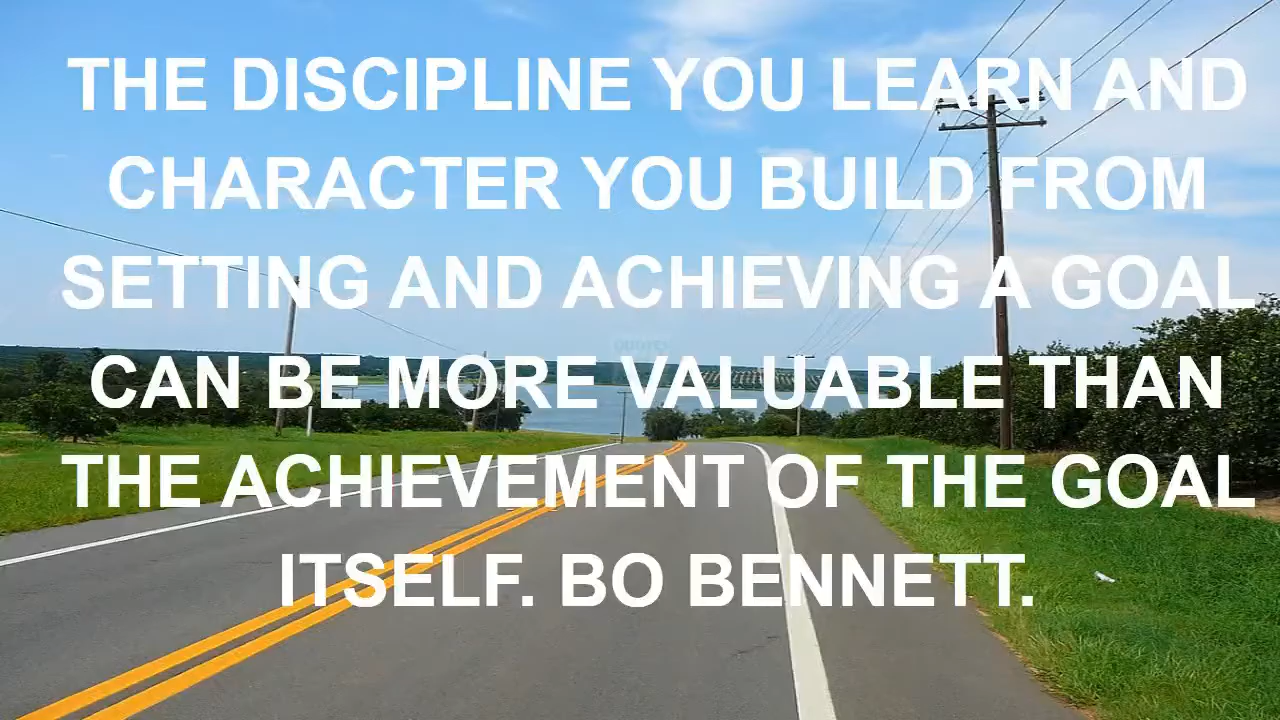 THE DISCIPLINE YOU LEARN AND
CHARACTER YOU BUILD FROM
SETTING AND ACHIEVING A GOAL
CAN BE MORE VALUABLE THAN
THE ACHIEVEMENT OF THE GOAL
ITSELF. BO BENNETT.